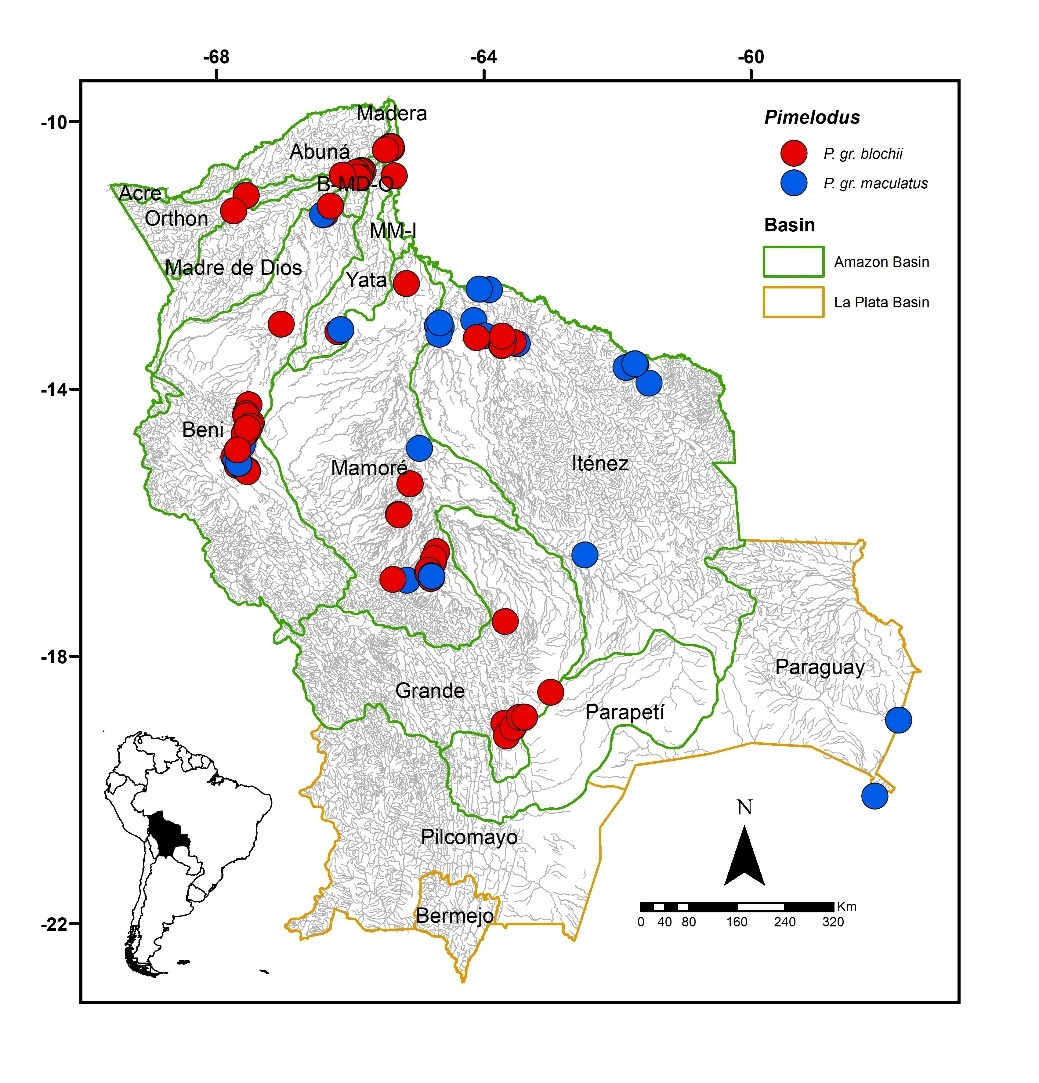 -68
-64
-60
-10
-14
-18
-22
Madera
Abuná
B-MD-O
Acre
Orthon
MM-I
Madre de Dios
Yata
Beni
Mamoré
Iténez
Paraguay
Grande
Parapetí
Pilcomayo
Bermejo
Pimelodus
P. gr. blochii
P. gr. maculatus
Basin
Amazon Basin
La Plata Basin
N
Km
0 40 80 160 240 320